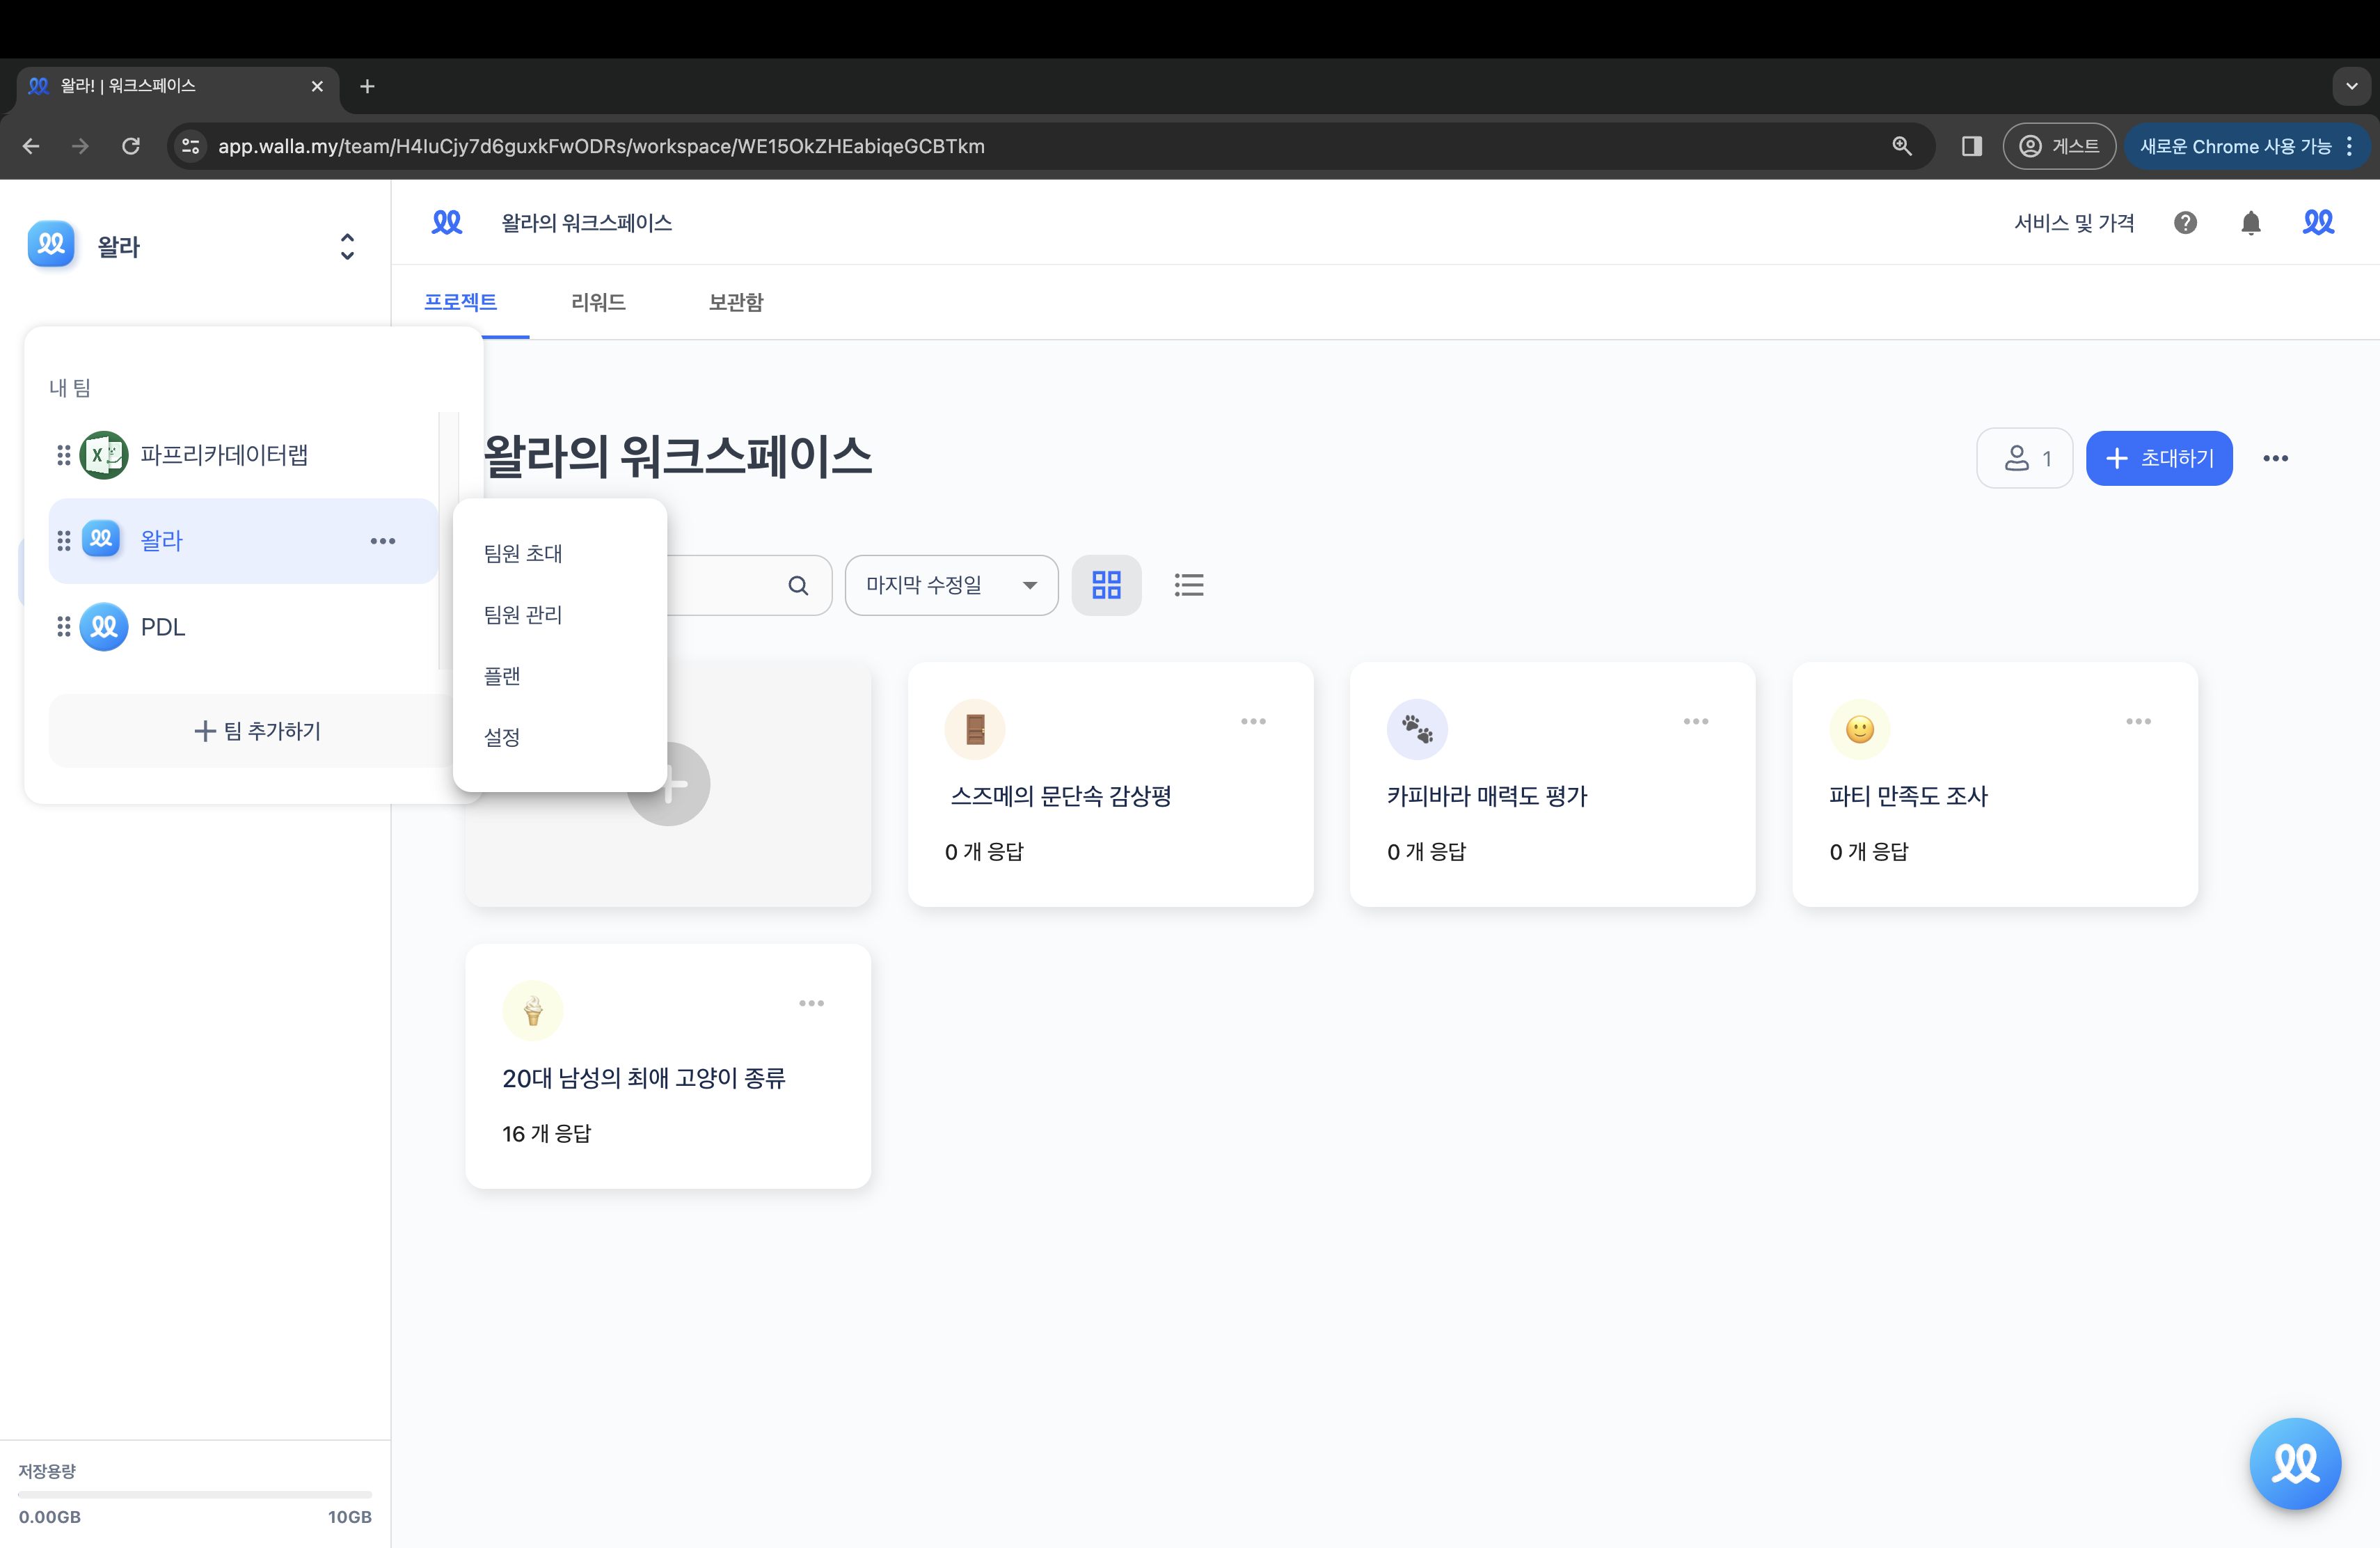 왈라! | 워크스페이스
app.walla.my/team/H4IuCjy7d6guxkFwODRs/workspace/WE15OkZHEabiqeGCBTkm
게스트
새로운 Chrome 사용 가능
왈라
왈라의 워크스페이스
서비스 및 가격
프로젝트
리워드
보관함
내 팀
파프리카데이터랩
왈라
PDL
팀 추가하기
팀원 초대
팀원 관리
플랜
설정
왈라의 워크스페이스
1
초대하기
마지막 수정일
스즈메의 문단속 감상평
0 개 응답
카피바라 매력도 평가
0 개 응답
파티 만족도 조사
0 개 응답
20대 남성의 최애 고양이 종류
16 개 응답
저장용량
0.00GB
10GB